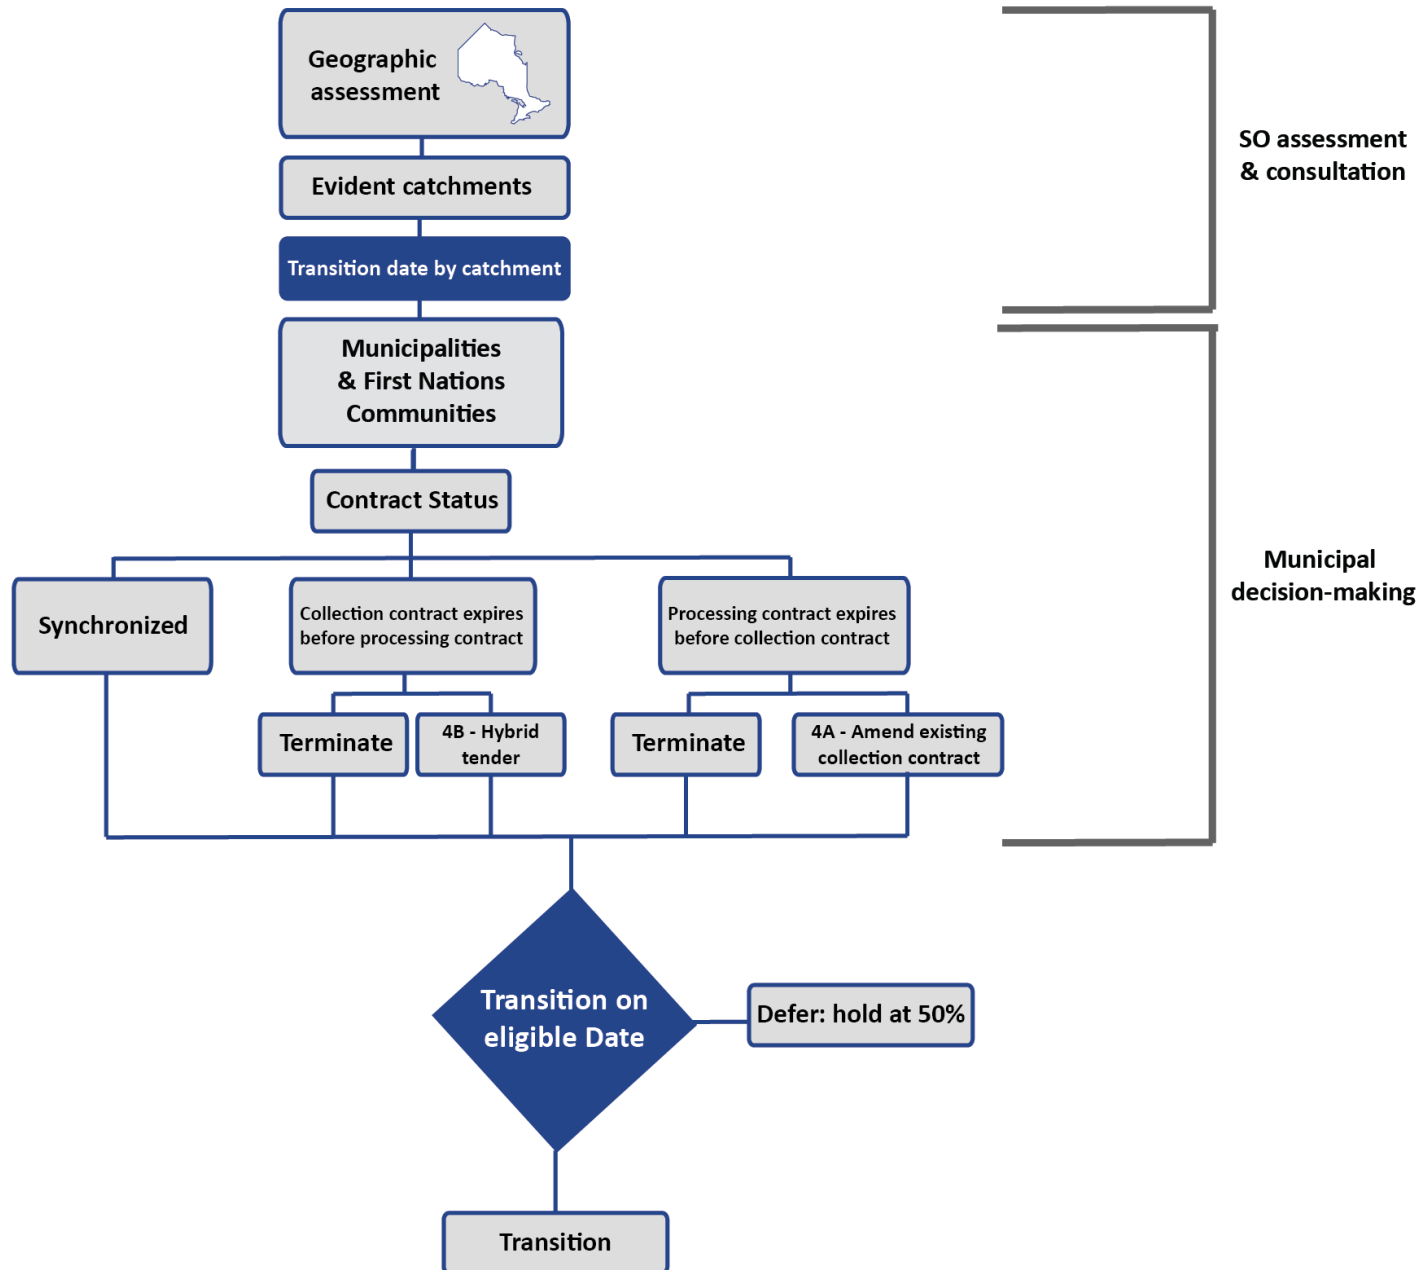 Geographic
assessment
SO assessment
& consultation
Evident catchments
Transition date by catchment
Municipalities
& First Nations
Communities
Contract Status
Municipal
decision-making
Synchronized
Collection contract expires
before processing contract
Processing contract expires
before collection contract
Terminate
4B - Hybrid
tender
Terminate
4A - Amend existing
collection contract
Transition on
eligible Date
Defer: hold at 50%
Transition